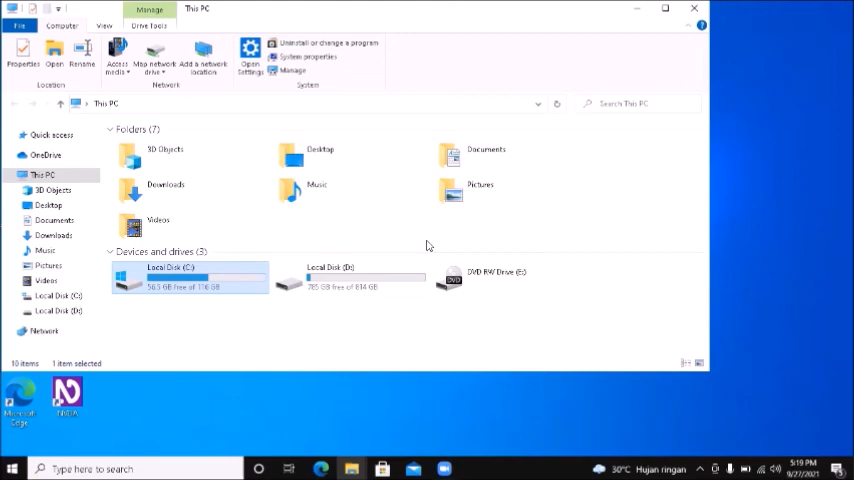 Manage
This PC
File
Computer
View
Drive Tools
Properties
Open
Rename
Access media
Map network drive
Add a network location
Open Settings
Uninstall or change a program
System properties
Manage
Location
Network
System
This PC
Search This PC
Quick access
OneDrive
This PC
3D Objects
Desktop
Documents
Downloads
Music
Pictures
Videos
Local Disk (C:)
Local Disk (D:)
Network
Folders (7)
3D Objects
Desktop
Documents
Downloads
Music
Pictures
Videos
Devices and drives (3)
Local Disk (C:)
56.5 GB free of 116 GB
Local Disk (D:)
785 GB free of 814 GB
DVD
DVD RW Drive (E:)
10 items
1 item selected
Microsoft Edge
NVDA
Type here to search
30°C Hujan ringan
5:19 PM
9/27/2021